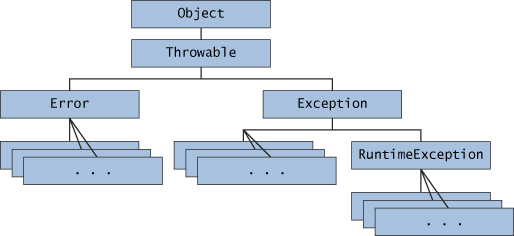 Object
Throwable
Error
Exception
. . .
. . .
RuntimeException
. . .